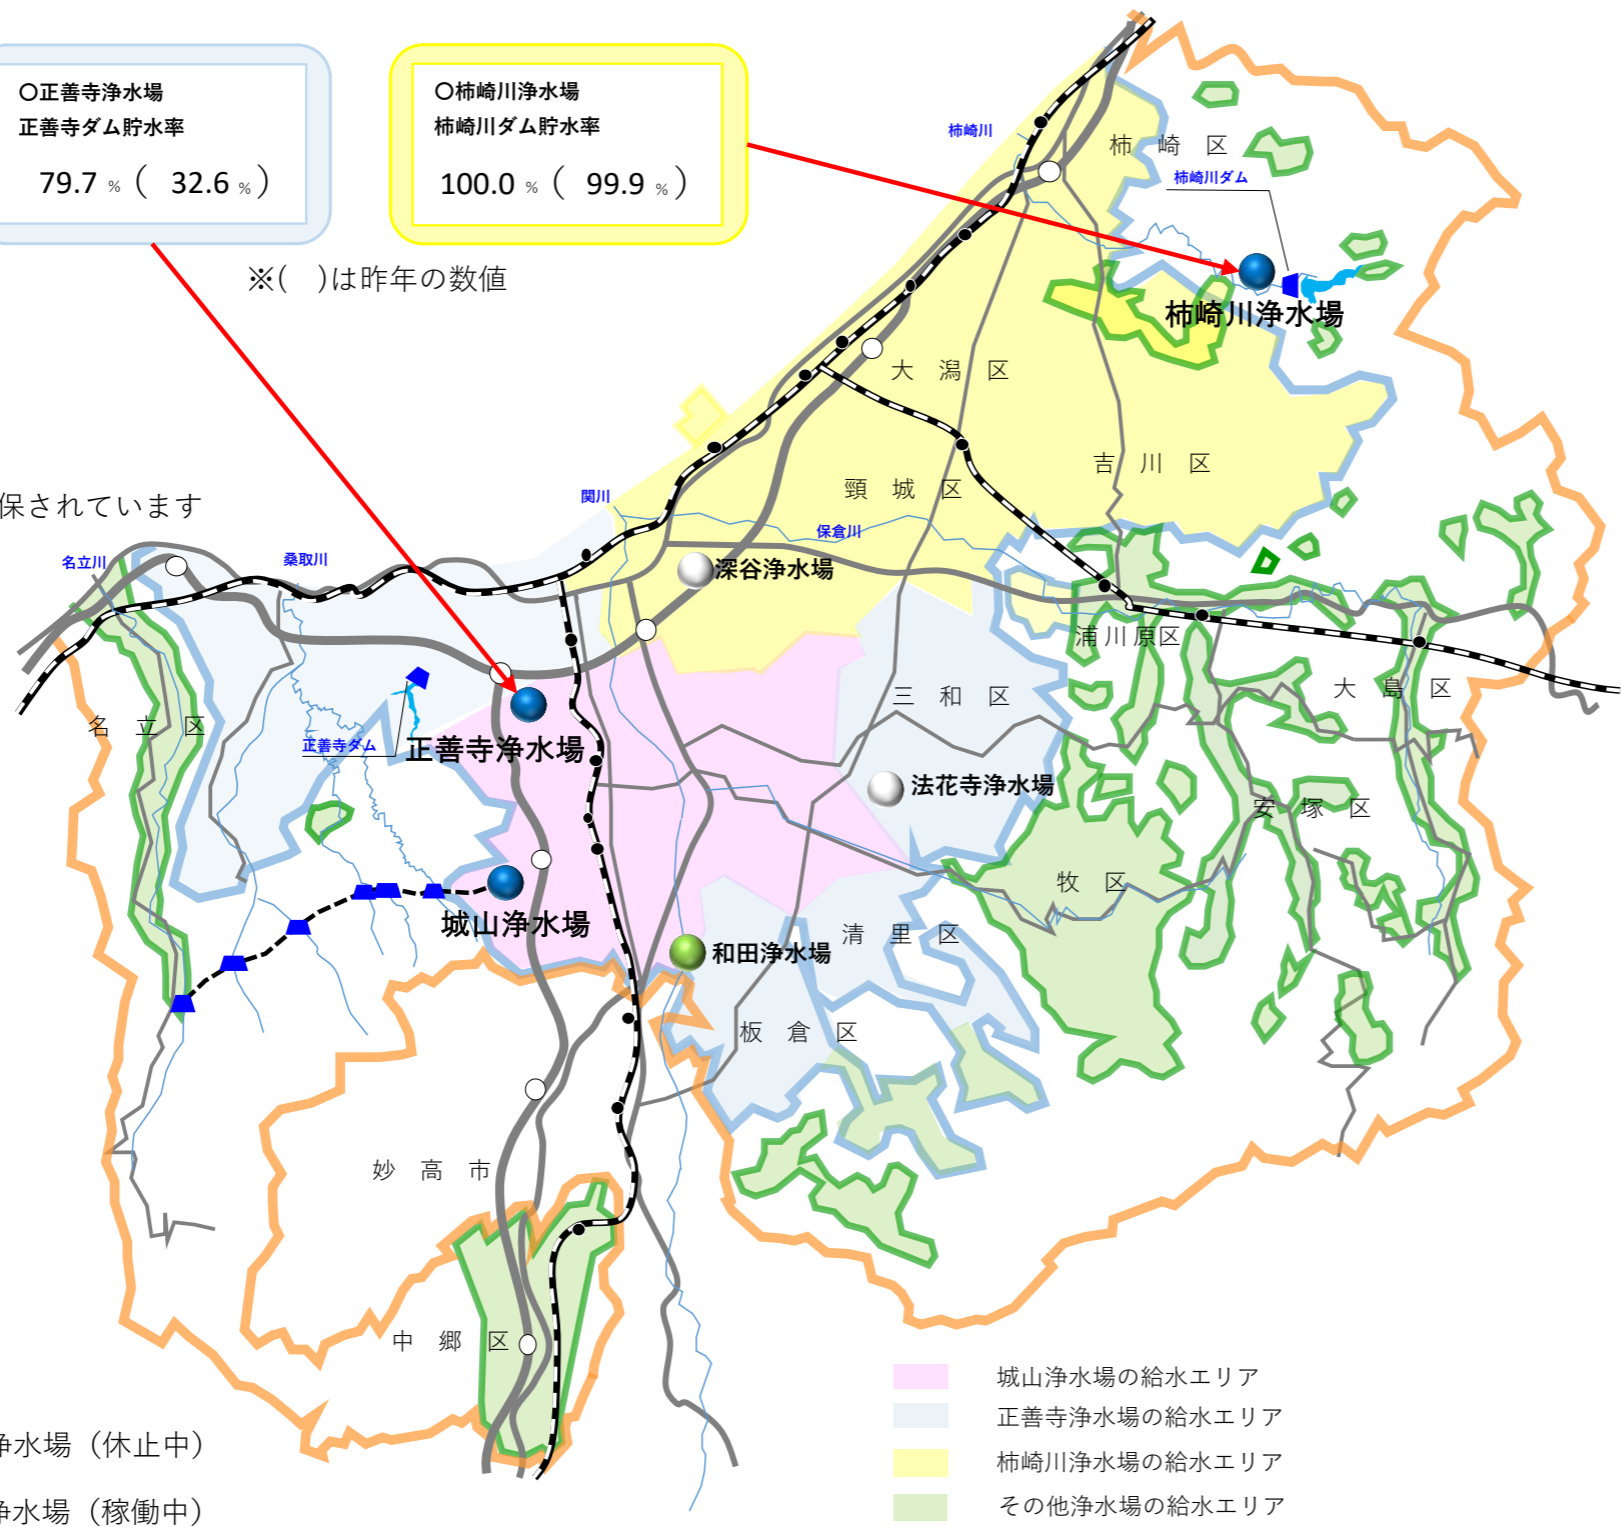 〇正善寺浄水場
正善寺ダム貯水率
79.7 % ( 32.6 % )
〇柿崎川浄水場
柿崎川ダム貯水率
100.0 % ( 99.9 % )
※( )は昨年の数値
柿崎川
柿崎区
柿崎川ダム
柿崎川浄水場
大潟区
吉川区
頸城区
保されています
関川
保倉川
名立川
桑取川
深谷浄水場
浦川原区
大島区
三和区
名立区
正善寺ダム
正善寺浄水場
法花寺浄水場
安塚区
牧区
城山浄水場
清里区
和田浄水場
板倉区
妙高市
中郷区
城山浄水場の給水エリア
正善寺浄水場の給水エリア
柿崎川浄水場の給水エリア
その他浄水場の給水エリア
浄水場（休止中）
浄水場（稼働中）